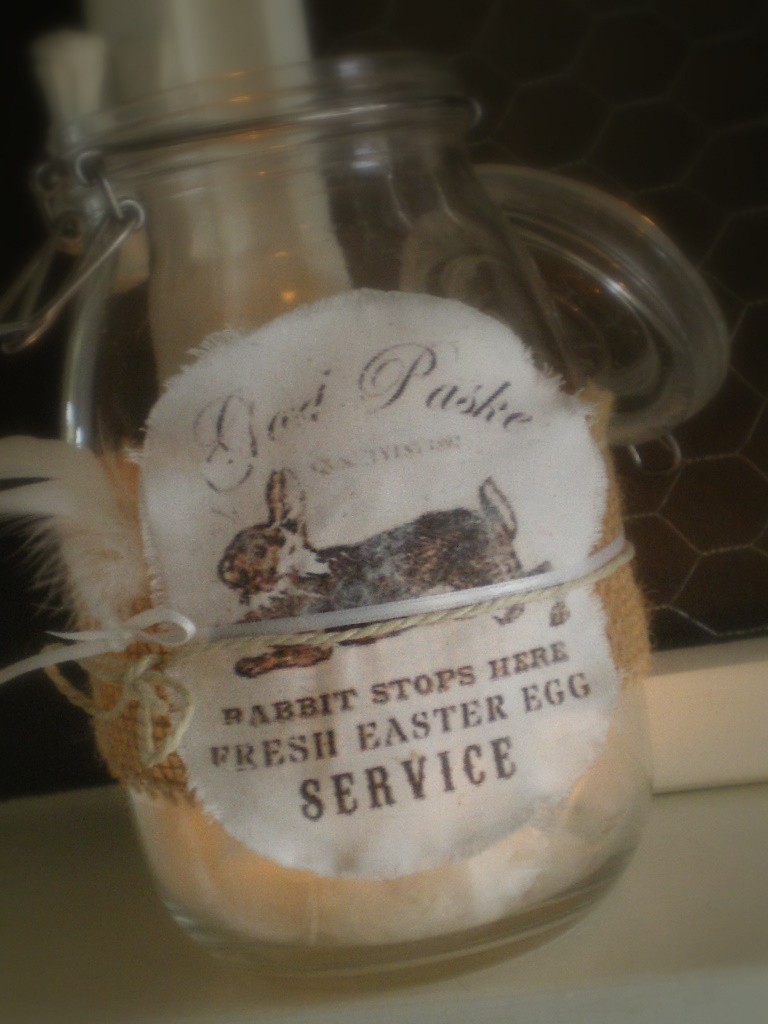 God Paske
RABBIT STOPS HERE
FRESH EASTER EGG
SERVICE